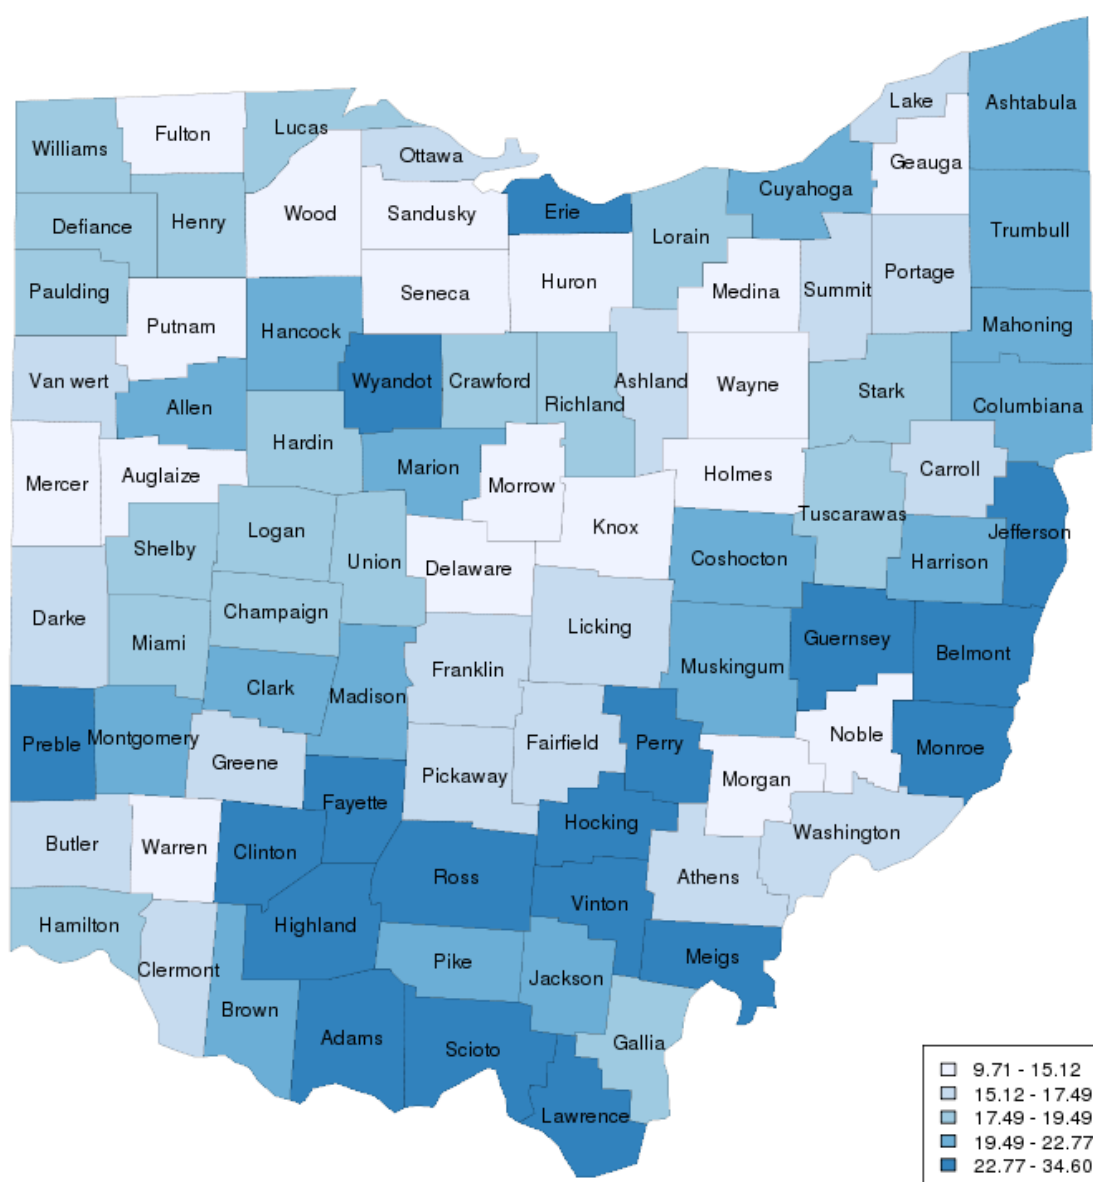 Lake
Ashtabula
Fulton
Lucas
Williams
Ottawa
Geauga
Cuyahoga
Wood
Sandusky
Erie
Henry
Defiance
Lorain
Trumbull
Portage
Huron
Summit
Medina
Paulding
Seneca
Putnam
Hancock
Mahoning
Van wert
Wyandot
Crawford
Ashland
Wayne
Stark
Allen
Richland
Columbiana
Hardin
Marion
Carroll
Auglaize
Mercer
Morrow
Holmes
Tuscarawas
Knox
Logan
Jefferson
Shelby
Union
Delaware
Coshocton
Harrison
Champaign
Darke
Licking
Miami
Guernsey
Belmont
Franklin
Muskingum
Clark
Madison
Preble
Montgomery
Fairfield
Perry
Noble
Monroe
Greene
Pickaway
Morgan
Fayette
Hocking
Washington
Butler
Warren
Clinton
Ross
Athens
Vinton
Hamilton
Highland
Meigs
Pike
Clermont
Jackson
Brown
Adams
Scioto
Gallia
Lawrence
9.71 - 15.12
15.12 - 17.49
17.49 - 19.49
19.49 - 22.77
22.77 - 34.60